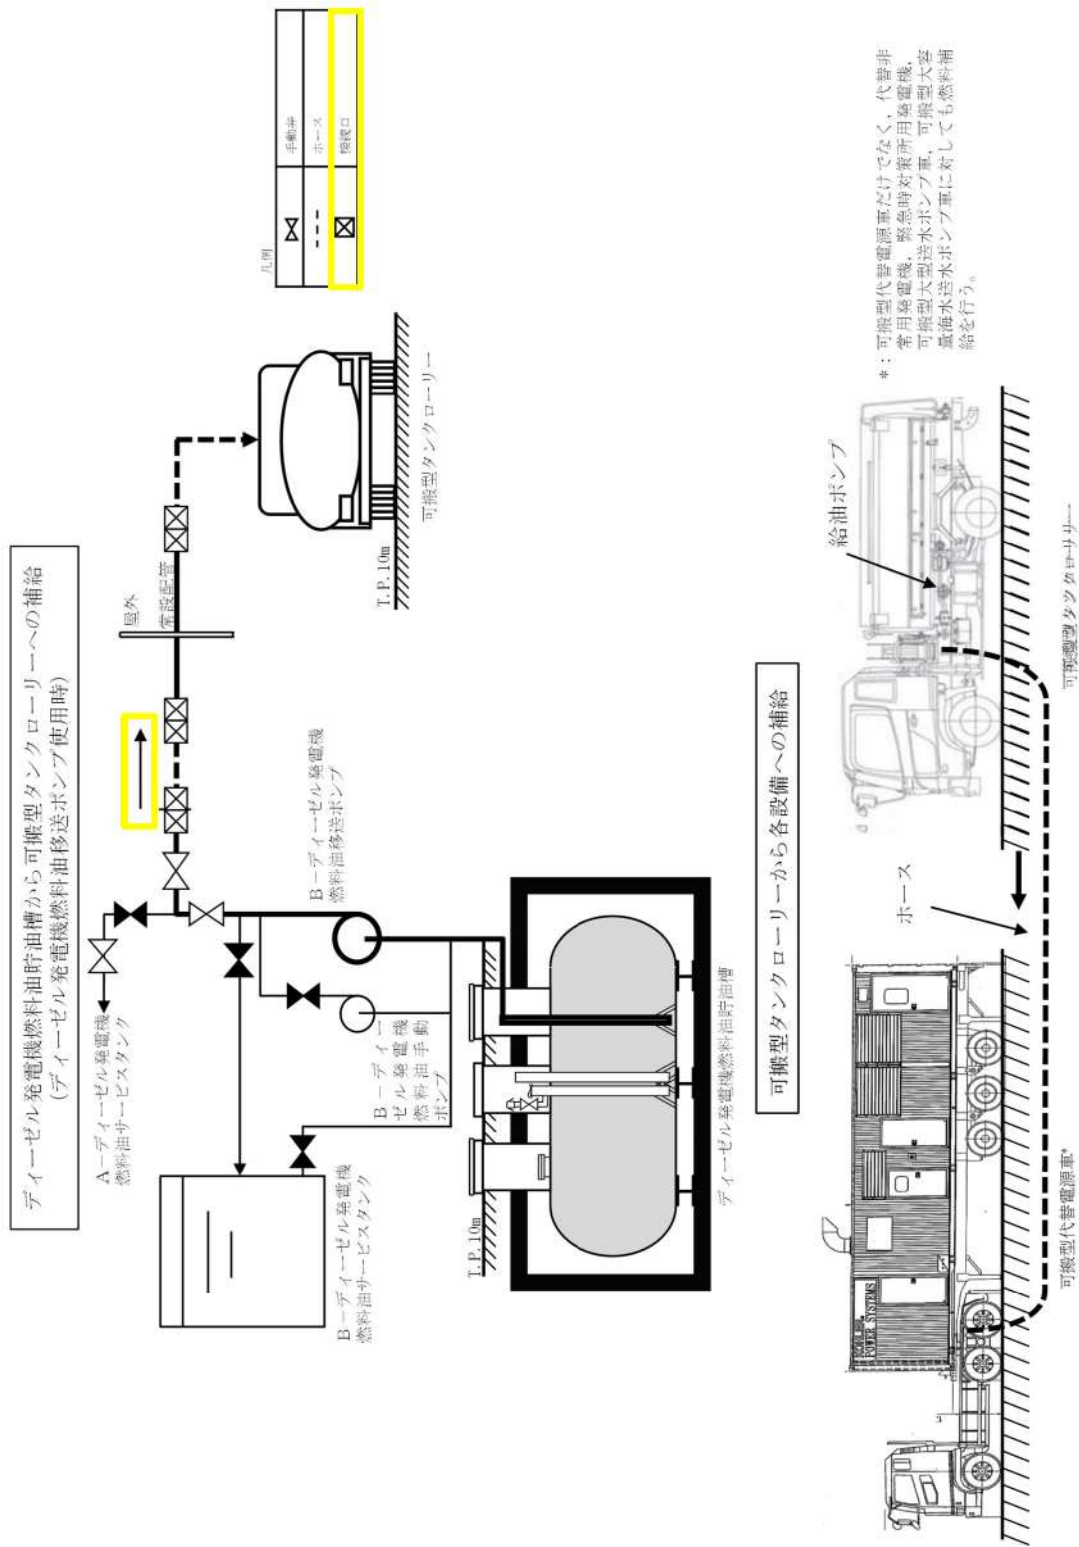 ディーゼル発電機燃料油貯油槽から可搬型タンクローリーへの補給
(ディーゼル発電機燃料油移送ポンプ使用時)
A-ディーゼル発電機
燃料油サービスタンク
屋外
常設配管
凡例
手動弁
ホース
接続口
B-ディーゼル発電機
燃料油移送ポンプ
B-ディー
ゼル発電機
燃料油手動
ポンプ
B-ディーゼル発電機
燃料油サービスタンク
T.P.10m
可搬型タンクローリー
T.P.10m
ディーゼル発電機燃料油貯油槽
可搬型タンクローリーから各設備への補給
給油ポンプ
ホース
POWER SYSTEMS
可搬型代替電源車*
*:可搬型代替電源車だけでなく,代替非
常用発電機,緊急時対策所用発電機,
可搬型大型送水ポンプ車,可搬型大容
量海水送水ポンプ車に対しても燃料補
給を行う。